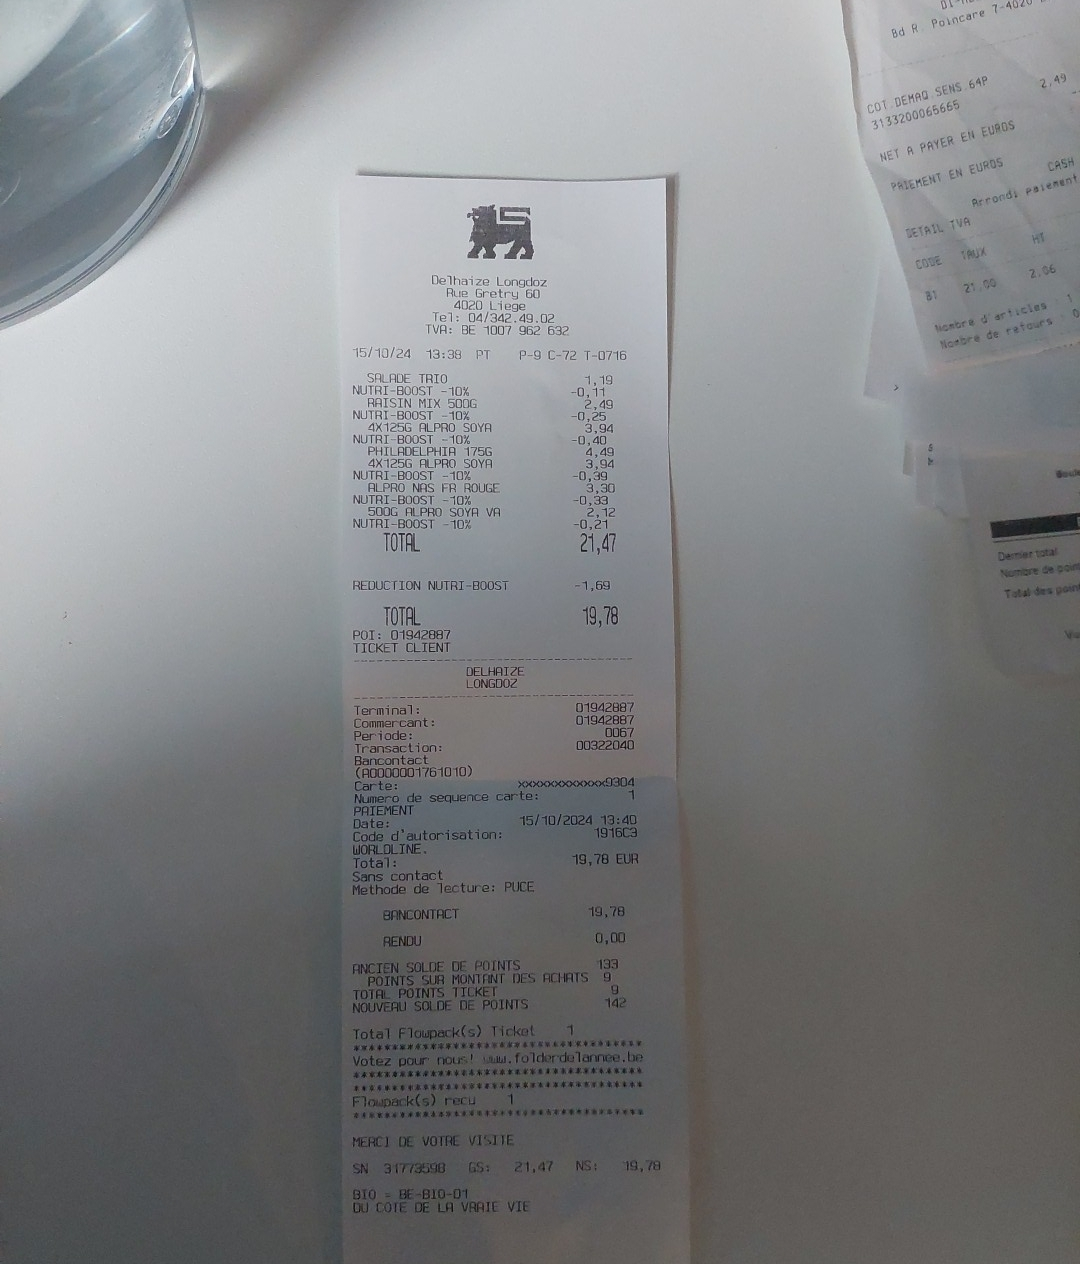 Delhaize Longdoz
Rue Gretry 60
4020 Liege
Tel: 04/342.49.02
TVA: BE 1007 962 632
15/10/24 13:38 PT P-9 C-72 T-0716
SALADE TRIO 1,19
NUTRI-BOOST -10% -0,11
RAISIN MIX 500G 2,49
NUTRI-BOOST -10% -0,25
4X125G ALPRO SOYA 3,94
NUTRI-BOOST -10% -0,40
PHILADELPHIA 175G 4,49
4X125G ALPRO SOYA 3,94
NUTRI-BOOST -10% -0,39
ALPRO NAS FR ROUGE 3,30
NUTRI-BOOST -10% -0,33
500G ALPRO SOYA VA 2,12
NUTRI-BOOST -10% -0,21
TOTAL 21,47
REDUCTION NUTRI-BOOST -1,69
TOTAL 19,78
POI: 01942887
TICKET CLIENT
DELHAIZE
LONGDOZ
Terminal: 01942887
Commercant: 01942887
Periode: 0067
Transaction: 00322040
Bancontact
(A0000001761010)
Carte: xxxxxxxxxxxxx9304
Numero de sequence carte: 1
PAIEMENT
Date: 15/10/2024 13:40
Code d'autorisation: 1916C3
WORLDLINE.
Total: 19,78 EUR
Sans contact
Methode de lecture: PUCE
BANCONTACT 19,78
RENDU 0,00
ANCIEN SOLDE DE POINTS 133
POINTS SUR MONTANT DES ACHATS 9
TOTAL POINTS TICKET 9
NOUVEAU SOLDE DE POINTS 142
Total Flowpack(s) Ticket 1
*************************************
Votez pour nous! www.folderdelannee.be
*************************************
*************************************
Flowpack(s) recu 1
*************************************
MERCI DE VOTRE VISITE
SN 31773598 GS: 21,47 NS: 19,78
BIO = BE-BIO-01
DU COTE DE LA VRAIE VIE
Bd R. Poincare 7-4020
COT.DEMAQ.SENS.64P 2,49
3133200065665
NET A PAYER EN EUROS
PAIEMENT EN EUROS CASH
Arrondi paiement
DETAIL TVA
CODE TAUX HT
B1 21,00 2,06
Nombre d'articles : 1
Nombre de retours : 0
Dernier total
Nombre de poin
Total des poin